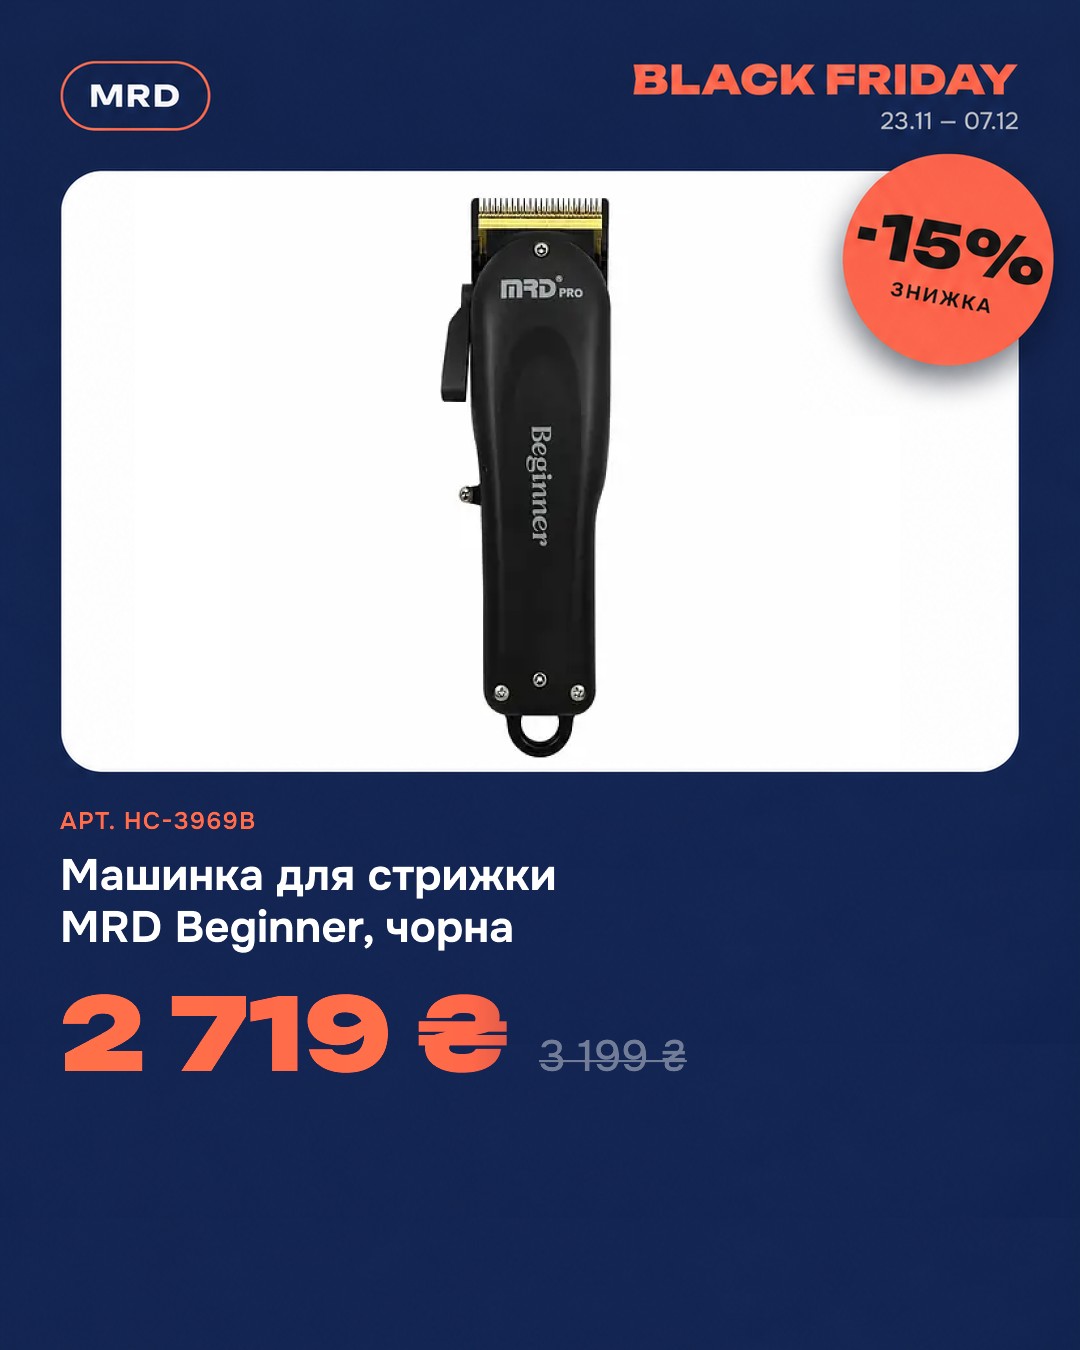 MRD
BLACK FRIDAY
23.11 – 07.12
-15%
ЗНИЖКА
MRD® PRO
Beginner
АРТ. HC-3969B
Машинка для стрижки
MRD Beginner, чорна
2 719 ₴ 3 199 ₴